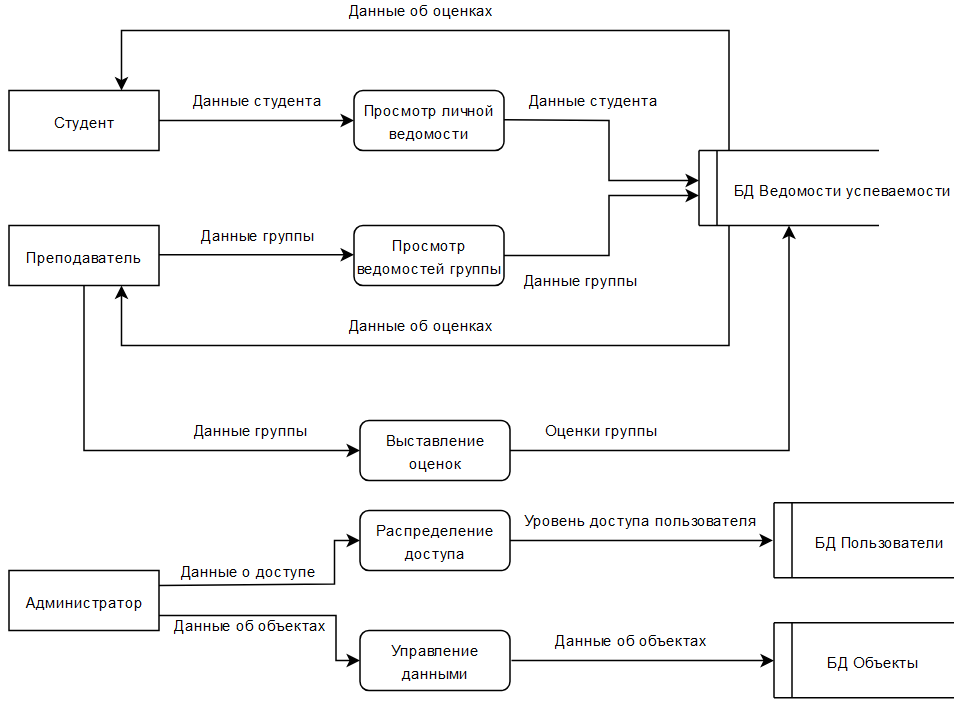 Данные об оценках
Данные студента
Данные студента
Студент
Просмотр личной
ведомости
БД Ведомости успеваемости
Данные группы
Преподаватель
Просмотр
ведомостей группы
Данные группы
Данные об оценках
Данные группы
Выставление
оценок
Оценки группы
Распределение
доступа
Уровень доступа пользователя
БД Пользователи
Данные о доступе
Администратор
Данные об объектах
Управление
данными
Данные об объектах
БД Объекты